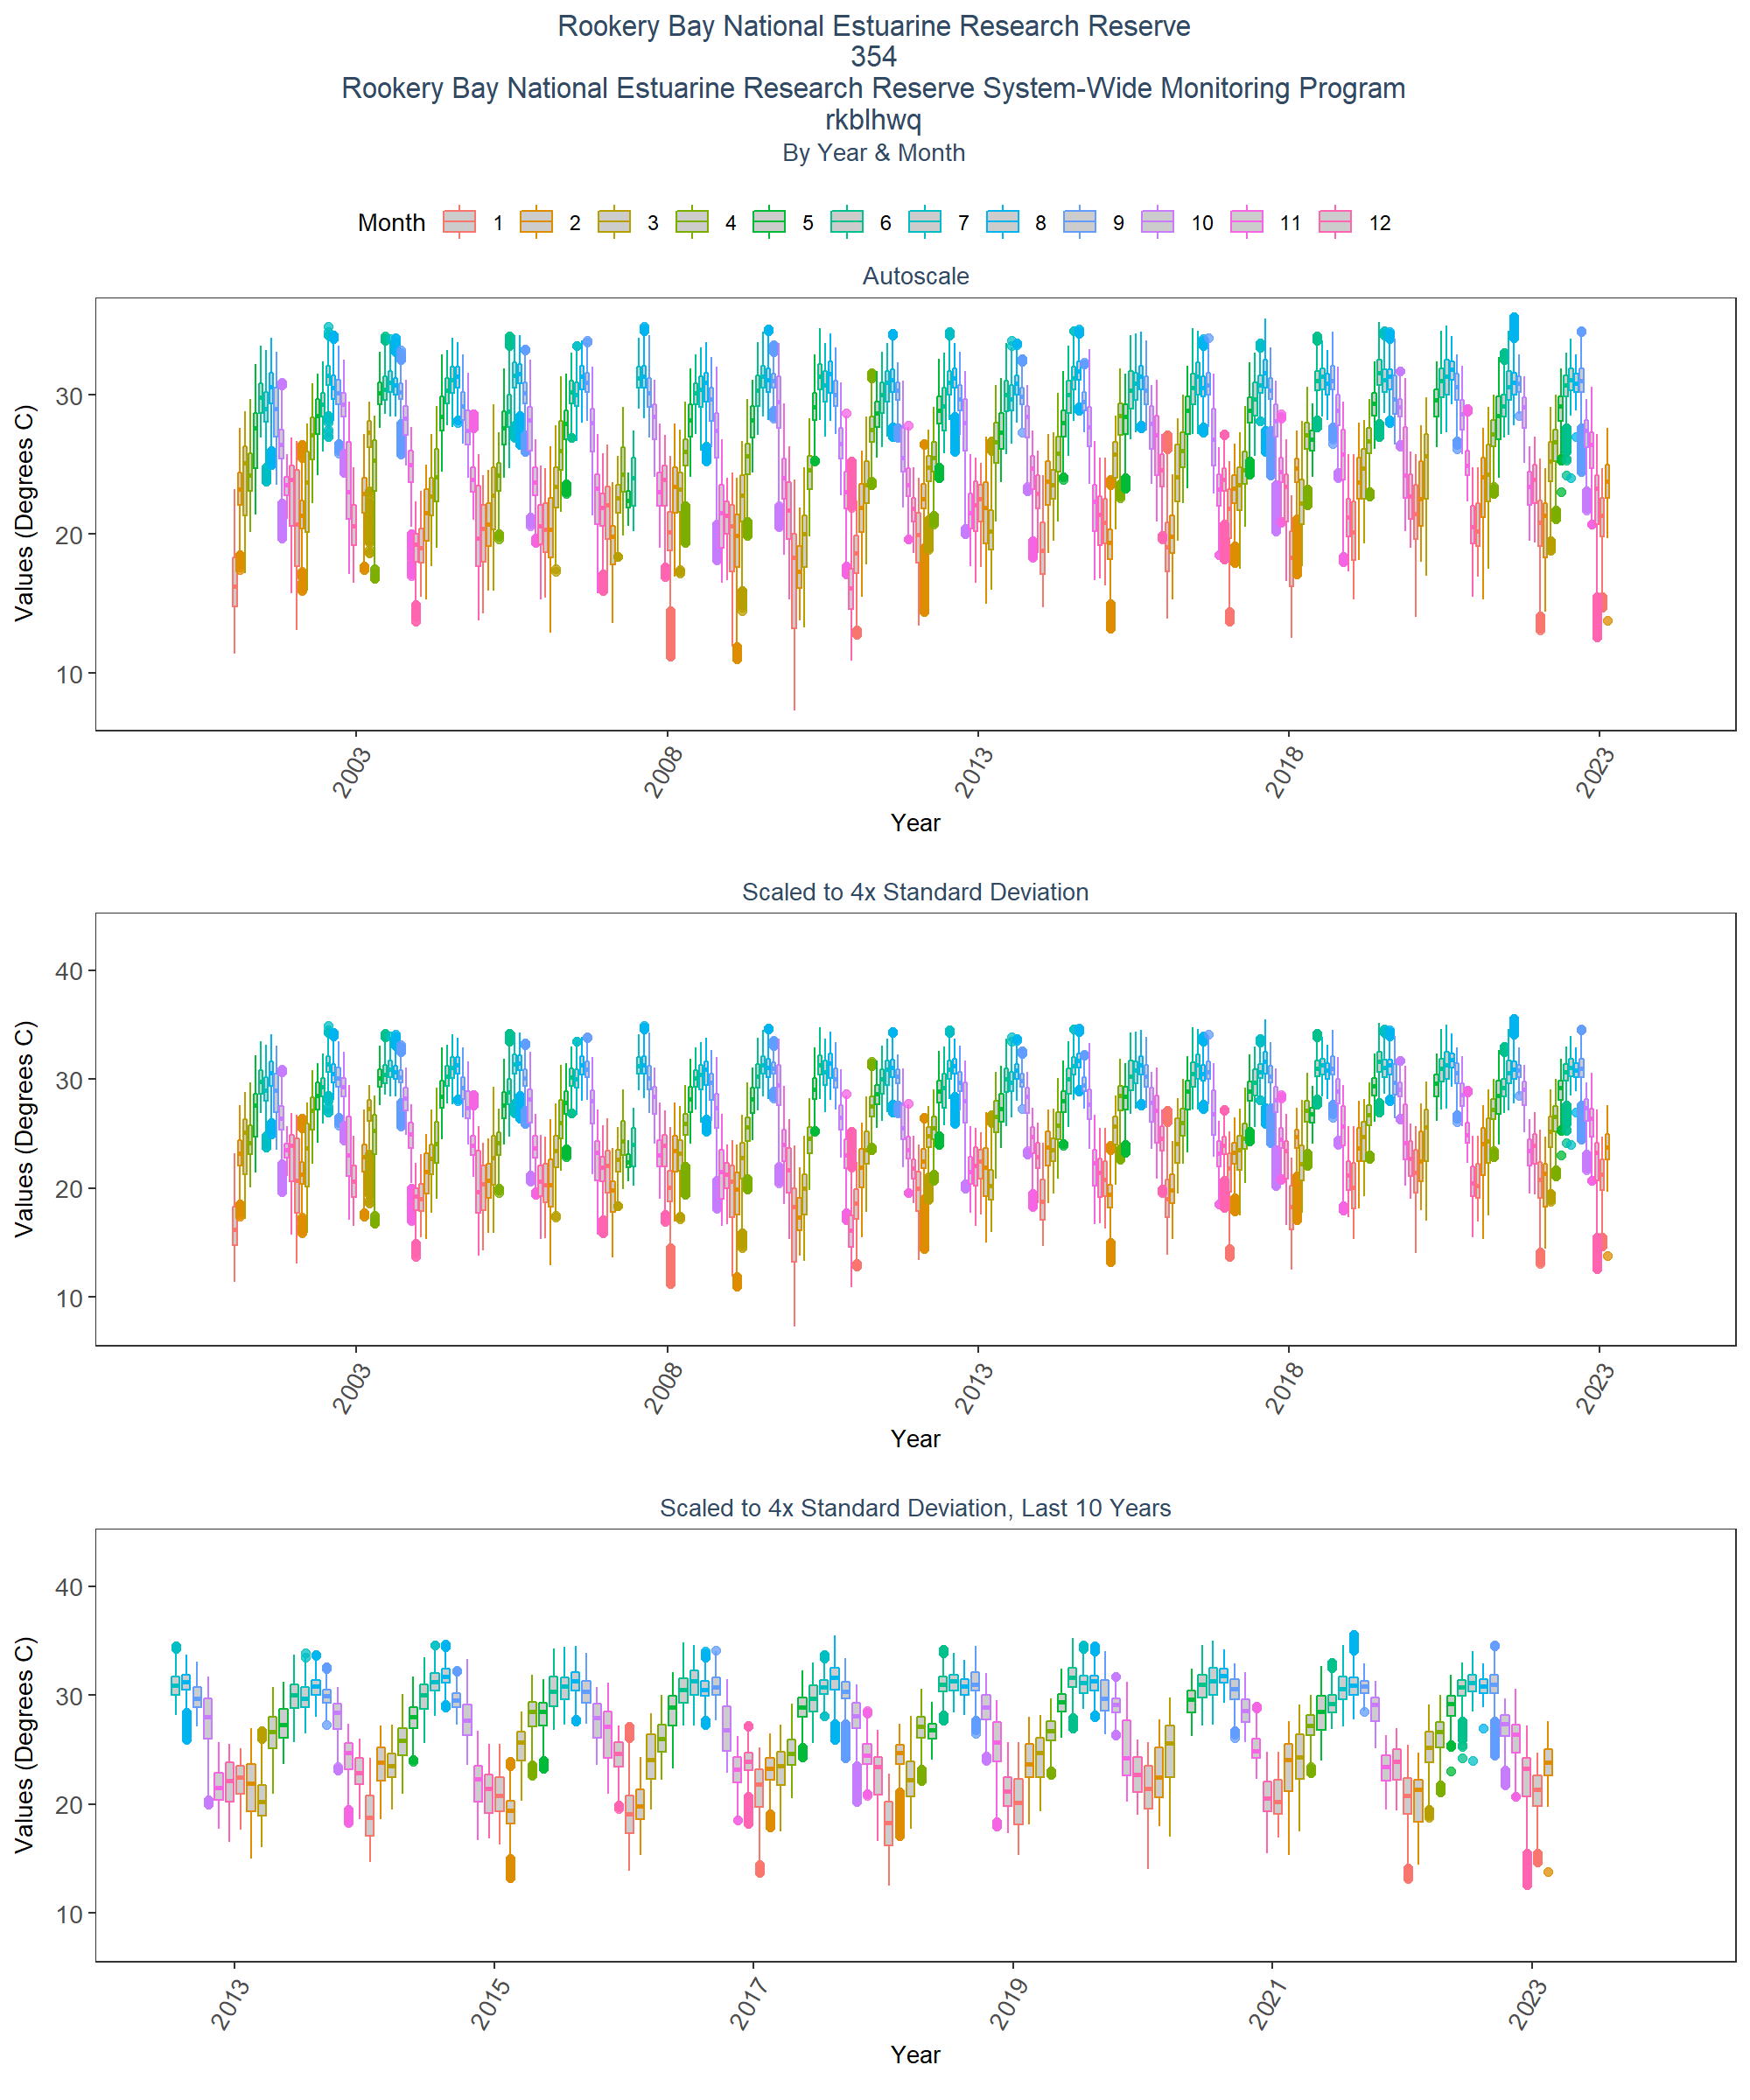 Rookery Bay National Estuarine Research Reserve
354
Rookery Bay National Estuarine Research Reserve System-Wide Monitoring Program
rkblhwq
By Year & Month
Month 1 2 3 4 5 6 7 8 9 10 11 12
Autoscale
Values (Degrees C)
30
20
10
2003 2008 2013 2018 2023
Year
Scaled to 4x Standard Deviation
Values (Degrees C)
40
30
20
10
2003 2008 2013 2018 2023
Year
Scaled to 4x Standard Deviation, Last 10 Years
Values (Degrees C)
40
30
20
10
2013 2015 2017 2019 2021 2023
Year